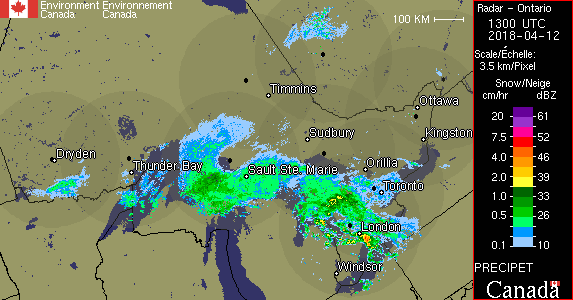 Environment Environnement
Canada Canada
Radar - Ontario
1300 UTC
2018-04-12
Scale/Échelle:
3.5 km/Pixel
Snow/Neige
cm/hr dBZ
20 61
7.5 52
4.0 46
2.0 39
1.0 33
0.5 26
0.1 10
PRECIPET
Canada
100 KM
Timmins
Ottawa
Sudbury
Kingston
Dryden
Thunder Bay
Sault Ste. Marie
Orillia
Toronto
London
Windsor